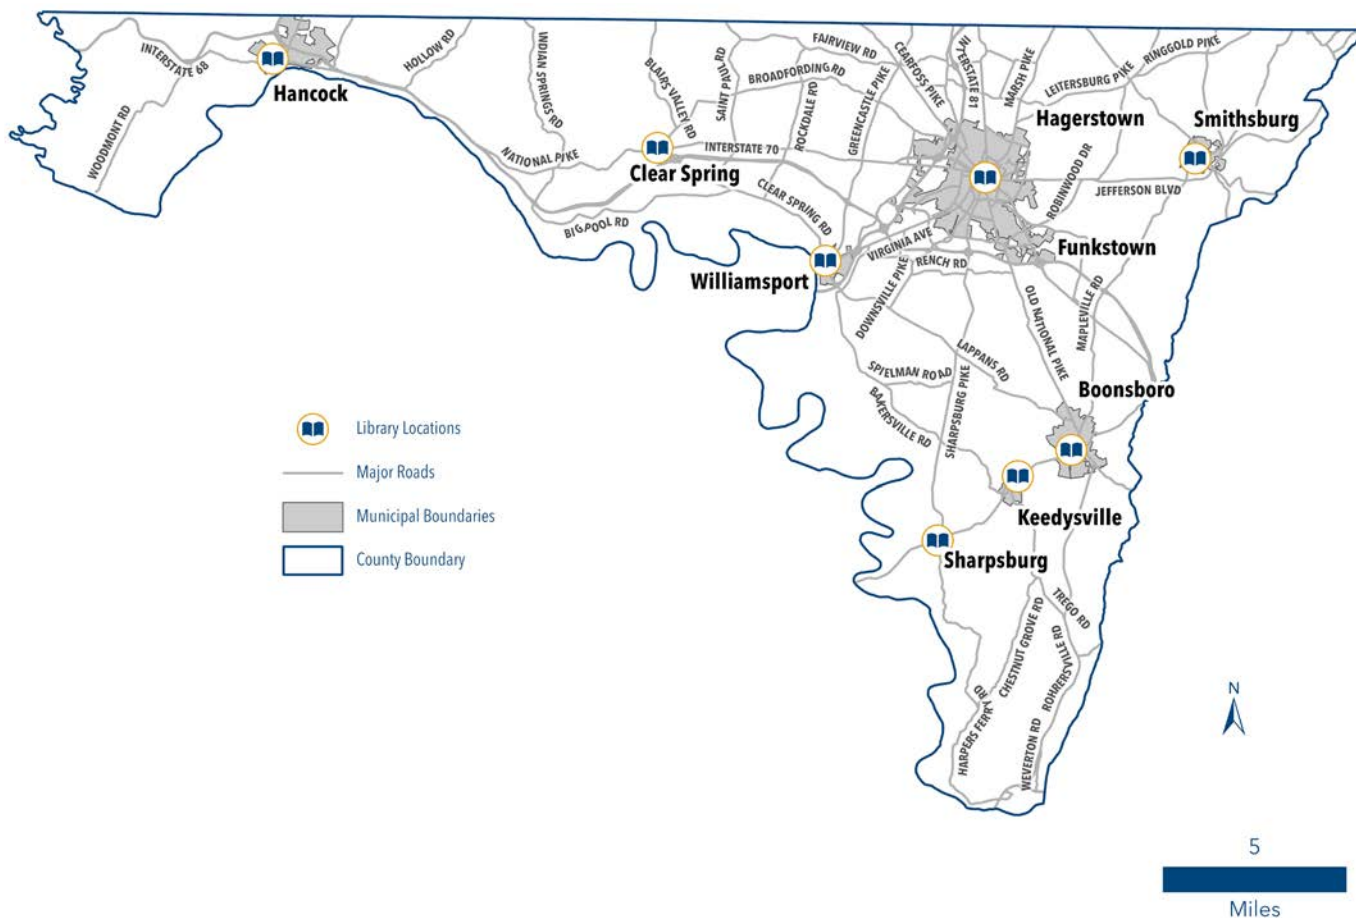 INTERSTATE 68
WOODMONT RD
Hancock
HOLLOW RD
INDIAN SPRINGS RD
NATIONAL PIKE
BLAIRS VALLEY RD
SAINT PAUL RD
FAIRVIEW RD
BROADFORDING RD
ROCKDALE RD
GREENCASTLE PIKE
CEARFOSS PIKE
INTERSTATE 81
MARSH PIKE
LEITERSBURG PIKE
RINGGOLD PIKE
Hagerstown
Smithsburg
INTERSTATE 70
Clear Spring
CLEAR SPRING RD
BIG POOL RD
ROBINWOOD DR
JEFFERSON BLVD
VIRGINIA AVE
RENCH RD
Funkstown
Williamsport
DOWNSVILLE PIKE
OLD NATIONAL PIKE
MAPLEVILLE RD
LAPPANS RD
SPIELMAN ROAD
BAKERSVILLE RD
SHARPSBURG PIKE
Boonsboro
Keedysville
Sharpsburg
TREGO RD
CHESTNUT GROVE RD
ROHRERSVILLE RD
HARPERS FERRY RD
WEVERTON RD
Library Locations
Major Roads
Municipal Boundaries
County Boundary
N
5
Miles